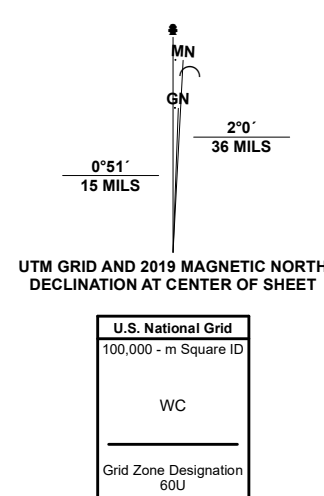 MN
GN
2°0´
36 MILS
0°51´
15 MILS
UTM GRID AND 2019 MAGNETIC NORTH
DECLINATION AT CENTER OF SHEET
U.S. National Grid
100,000 - m Square ID
WC
Grid Zone Designation
60U